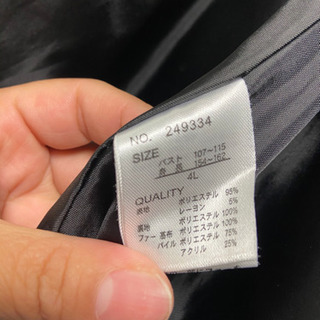 NO. 249334
SIZE
バスト 107~115
身長 154~162
4L
QUALITY
表地 ポリエステル 95%
レーヨン 5%
裏地 ポリエステル 100%
ファー 基布 ポリエステル 100%
パイル ポリエステル 75%
アクリル 25%